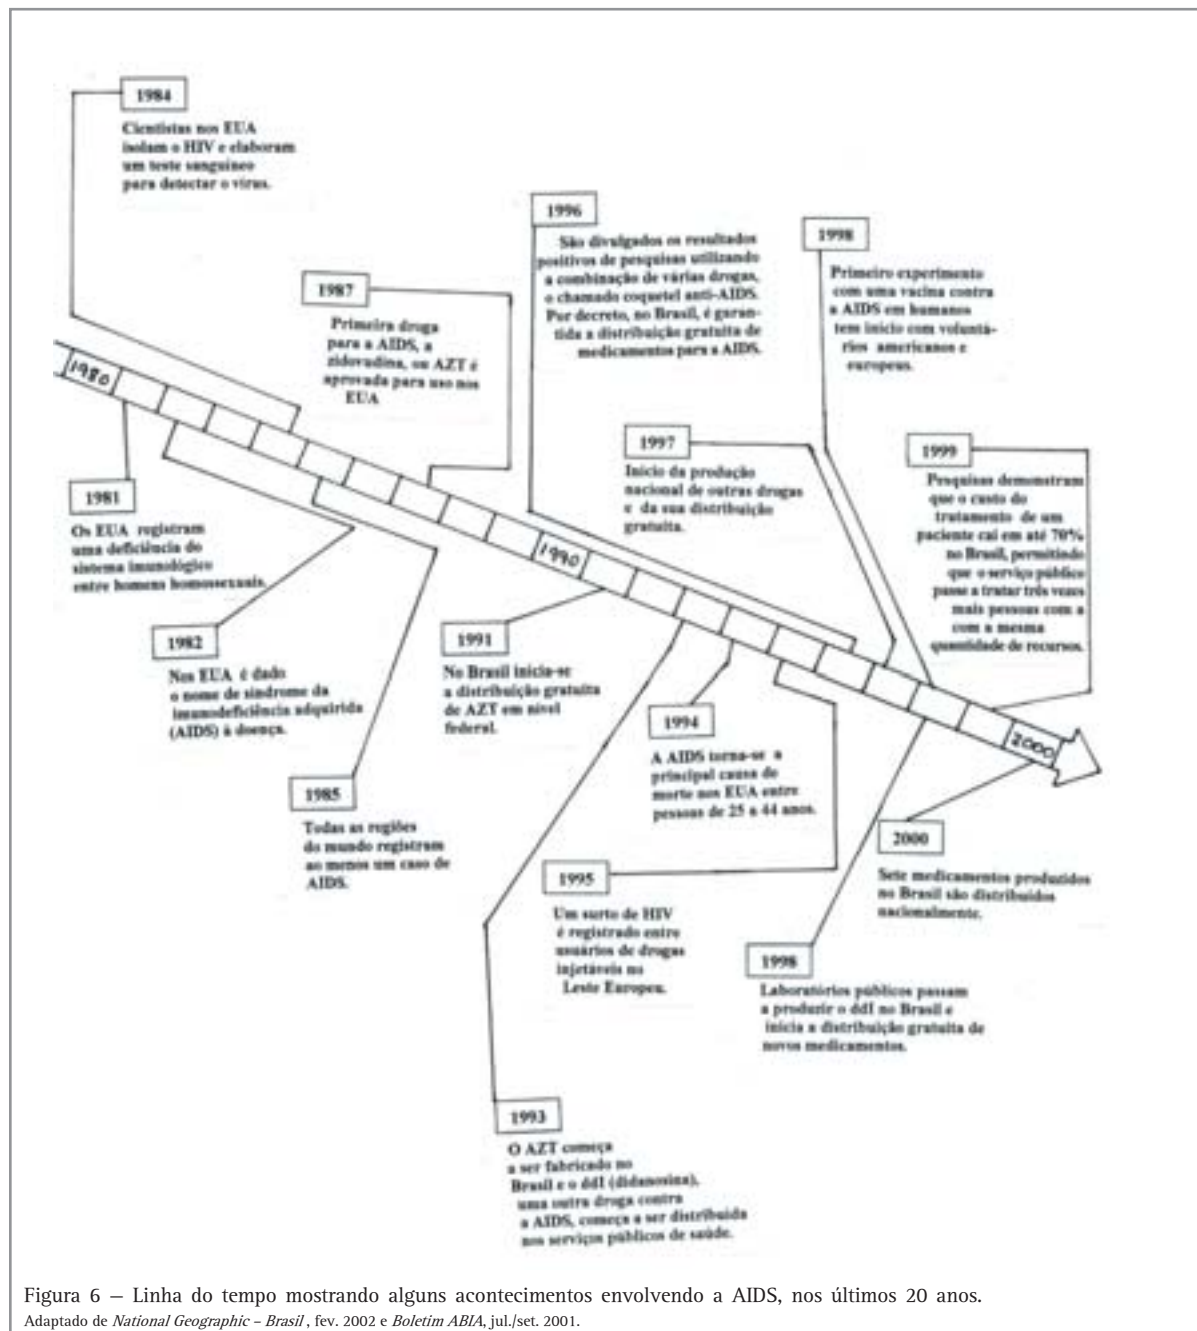 1984
Cientistas nos EUA
isolam o HIV e elaboram
um teste sanguíneo
para detectar o vírus.
1996
São divulgados os resultados
positivos de pesquisas utilizando
a combinação de várias drogas,
o chamado coquetel anti-AIDS.
Por decreto, no Brasil, é garan-
tida a distribuição gratuita de
medicamentos para a AIDS.
1998
Primeiro experimento
com uma vacina contra
a AIDS em humanos
tem início com voluntá-
rios americanos e
europeus.
1987
Primeira droga
para a AIDS, a
zidovudina, ou AZT é
aprovada para uso nos
EUA
1980
1997
Início da produção
nacional de outras drogas
e da sua distribuição
gratuita.
1999
Pesquisas demonstram
que o custo do
tratamento de um
paciente cai em até 70%
no Brasil, permitindo
que o serviço público
passe a tratar três vezes
mais pessoas com a
com a mesma
quantidade de recursos.
1981
Os EUA registram
uma deficiência do
sistema imunológico
entre homens homossexuais.
1990
1982
Nos EUA é dado
o nome de síndrome da
imunodeficiência adquirida
(AIDS) à doença.
1991
No Brasil inicia-se
a distribuição gratuita
de AZT em nível
federal.
1994
A AIDS torna-se a
principal causa de
morte nos EUA entre
pessoas de 25 a 44 anos.
2000
1985
Todas as regiões
do mundo registram
ao menos um caso de
AIDS.
2000
Sete medicamentos produzidos
no Brasil são distribuídos
nacionalmente.
1995
Um surto de HIV
é registrado entre
usuários de drogas
injetáveis no
Leste Europeu.
1998
Laboratórios públicos passam
a produzir o ddI no Brasil e
inicia a distribuição gratuita de
novos medicamentos.
1993
O AZT começa
a ser fabricado no
Brasil e o ddI (didanosina),
uma outra droga contra
a AIDS, começa a ser distribuída
nos serviços públicos de saúde.
Figura 6 – Linha do tempo mostrando alguns acontecimentos envolvendo a AIDS, nos últimos 20 anos.
Adaptado de National Geographic – Brasil, fev. 2002 e Boletim ABIA, jul./set. 2001.